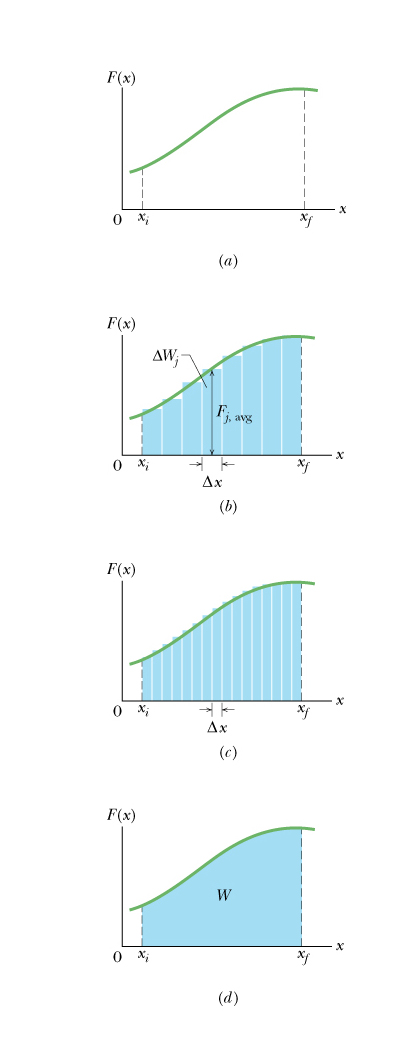 F(x)
0 x_i x_f x
(a)
F(x)
ΔW_j
F_j, avg
0 x_i x_f x
Δx
(b)
F(x)
0 x_i x_f x
Δx
(c)
F(x)
W
0 x_i x_f x
(d)